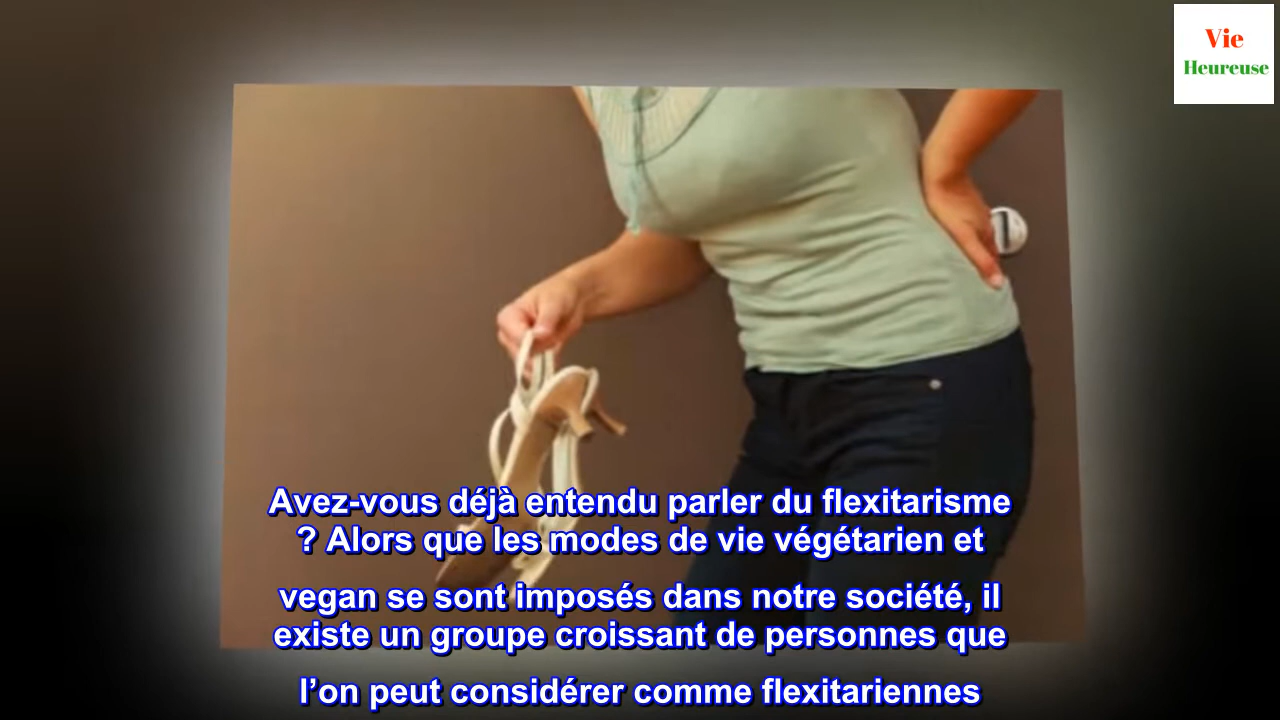 Vie
Heureuse
Avez-vous déjà entendu parler du flexitarisme
? Alors que les modes de vie végétarien et
vegan se sont imposés dans notre société, il
existe un groupe croissant de personnes que
l’on peut considérer comme flexitariennes